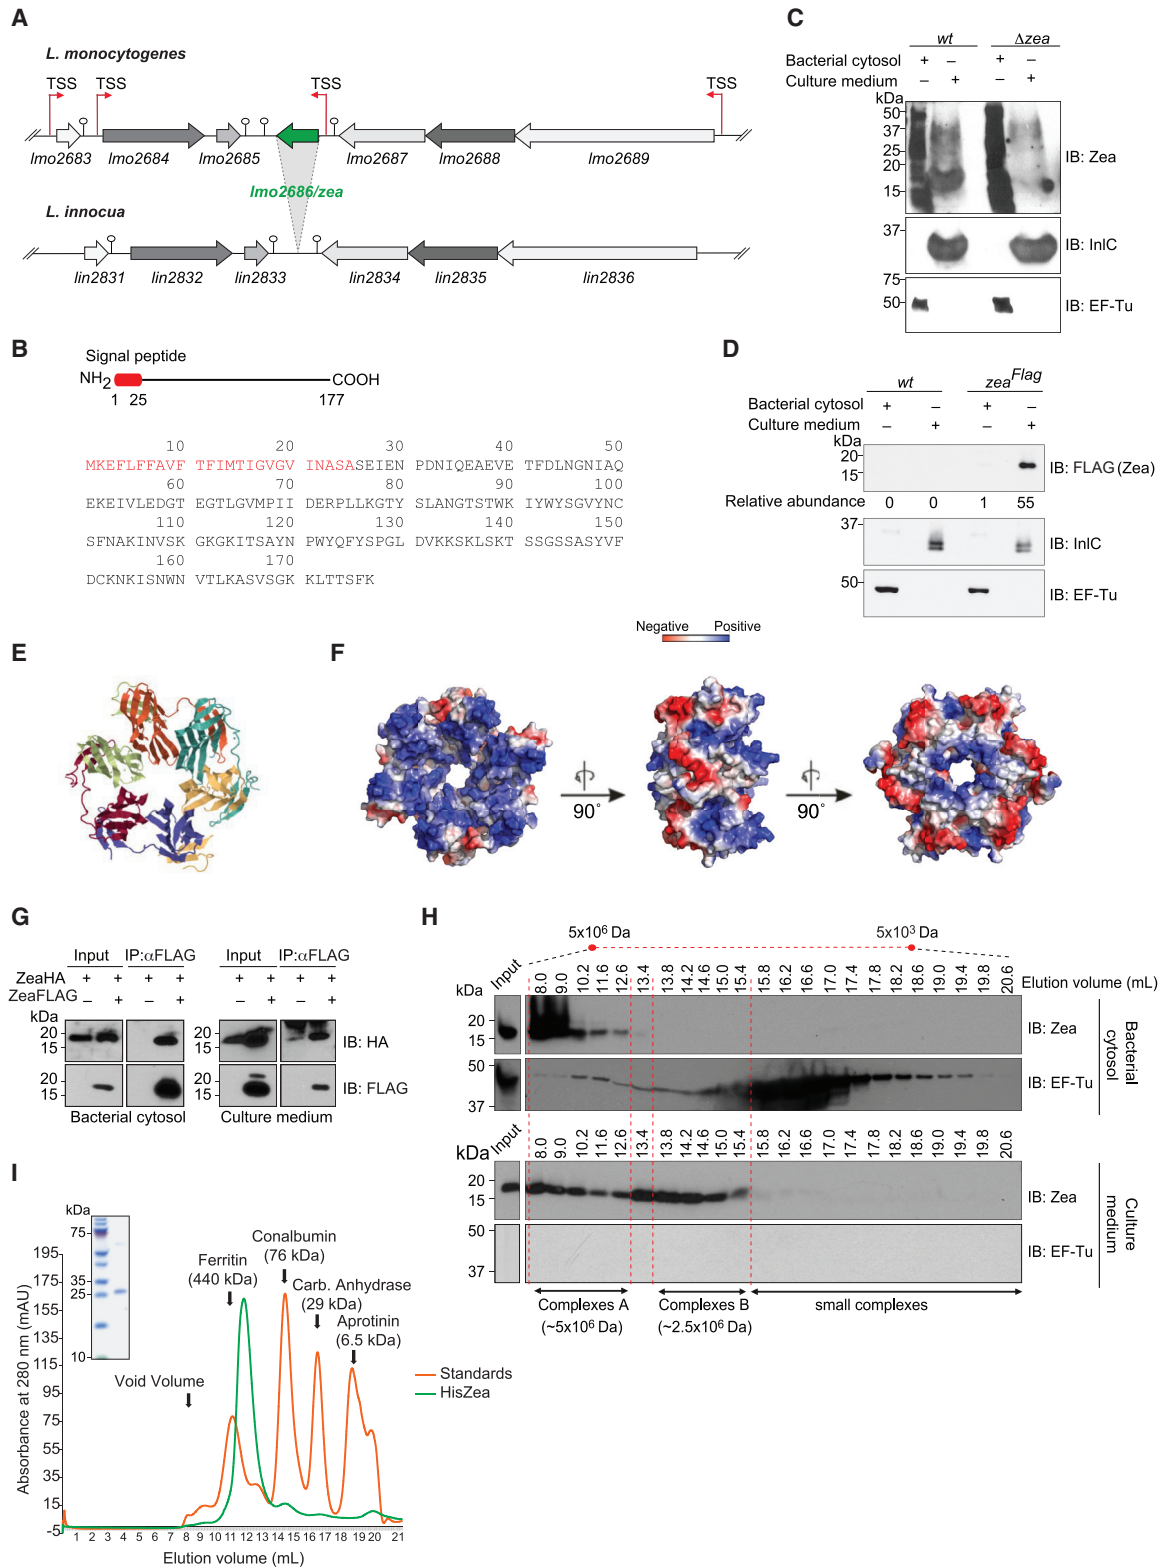 A
L. monocytogenes
TSS
TSS
TSS
TSS
lmo2683
lmo2684
lmo2685
lmo2687
lmo2688
lmo2689
lmo2686/zea
L. innocua
lin2831
lin2832
lin2833
lin2834
lin2835
lin2836
B
Signal peptide
NH2
COOH
1 25 177
10 20 30 40 50
MKEFLFFAVF TFIMTIGVGV INASASEIEN PDNIQEAEVE TFDLNGNIAQ
60 70 80 90 100
EKEIVLEDGT EGTLGVMPII DERPLLKGTY SLANGTSTWK IYWYSGVYNC
110 120 130 140 150
SFNAKINVSK GKGKITSAYN PWYQFYSPGL DVKKSKLSKT SSGSSASYVF
160 170
DCKNKISNWN VTLKASVSGK KLTTSFK
C
wt Δzea
Bacterial cytosol + – + –
Culture medium – + – +
kDa
50
37
25
20
15
IB: Zea
37
IB: InlC
75
50
IB: EF-Tu
D
wt zeaFlag
Bacterial cytosol + – + –
Culture medium – + – +
kDa
20
15
IB: FLAG (Zea)
Relative abundance 0 0 1 55
37
IB: InlC
50
IB: EF-Tu
E
F
Negative Positive
90°
90°
G
Input IP:αFLAG Input IP:αFLAG
ZeaHA + + + + + + + +
ZeaFLAG – + – + – + – +
kDa
20
15
20
15
IB: HA
20
15
20
15
IB: FLAG
Bacterial cytosol
Culture medium
H
5x106 Da
5x103 Da
kDa
Input 8.0 9.0 10.2 11.6 12.6 13.4 13.8 14.2 14.6 15.0 15.4 15.8 16.2 16.6 17.0 17.4 17.8 18.2 18.6 19.0 19.4 19.8 20.6 Elution volume (mL)
20
15
IB: Zea
50
37
IB: EF-Tu
Bacterial cytosol
kDa
Input 8.0 9.0 10.2 11.6 12.6 13.4 13.8 14.2 14.6 15.0 15.4 15.8 16.2 16.6 17.0 17.4 17.8 18.2 18.6 19.0 19.4 19.8 20.6
20
15
IB: Zea
50
37
IB: EF-Tu
Culture medium
Complexes A
(~5x106 Da)
Complexes B
(~2.5x106 Da)
small complexes
I
kDa
75
35
25
10
195
175
155
135
115
95
75
55
35
15
-5
Absorbance at 280 nm (mAU)
Void Volume
Ferritin
(440 kDa)
Conalbumin
(76 kDa)
Carb. Anhydrase
(29 kDa)
Aprotinin
(6.5 kDa)
Standards
HisZea
1 2 3 4 5 6 7 8 9 10 11 12 13 14 15 16 17 18 19 20 21
Elution volume (mL)